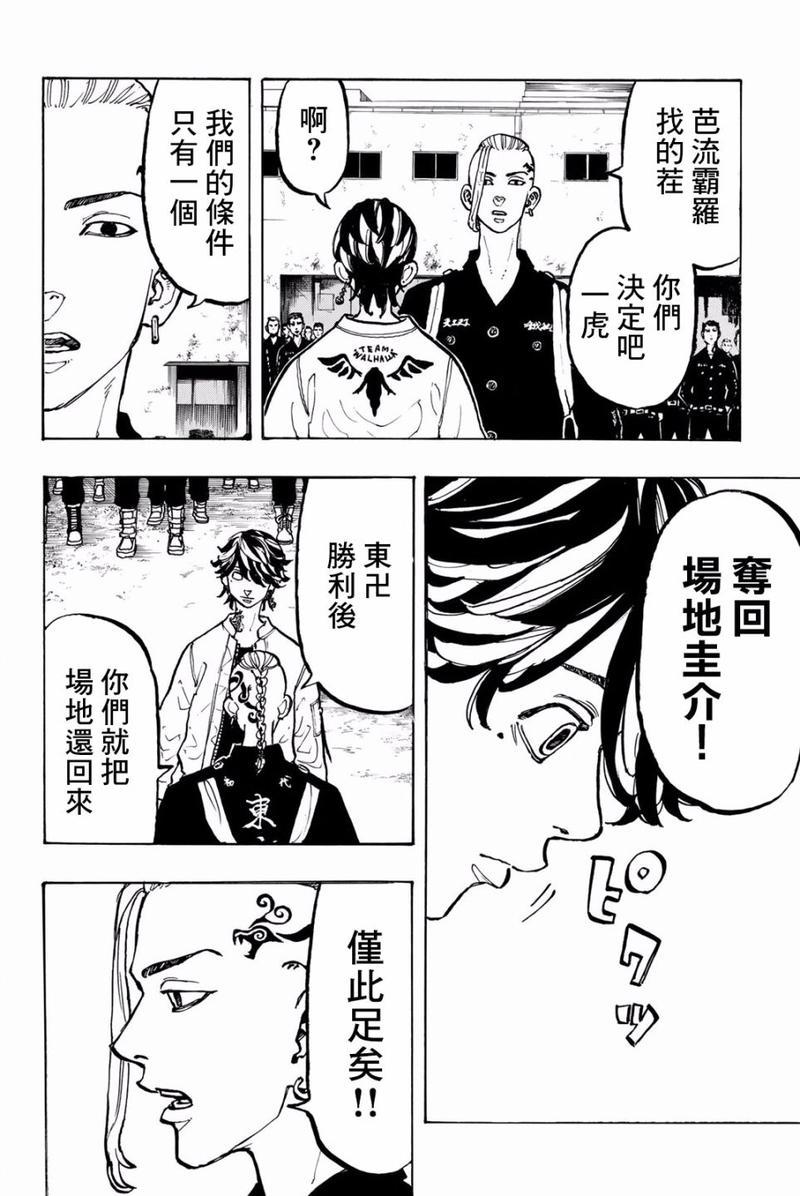 芭流霸羅
找的茬
你們
決定吧
一虎
啊?
TEAM
WALHALLA
我們的條件
只有一個
奪回
場地圭介!
ピクッ
東卍
勝利後
你們就把
場地還回來
東
僅此足矣!!